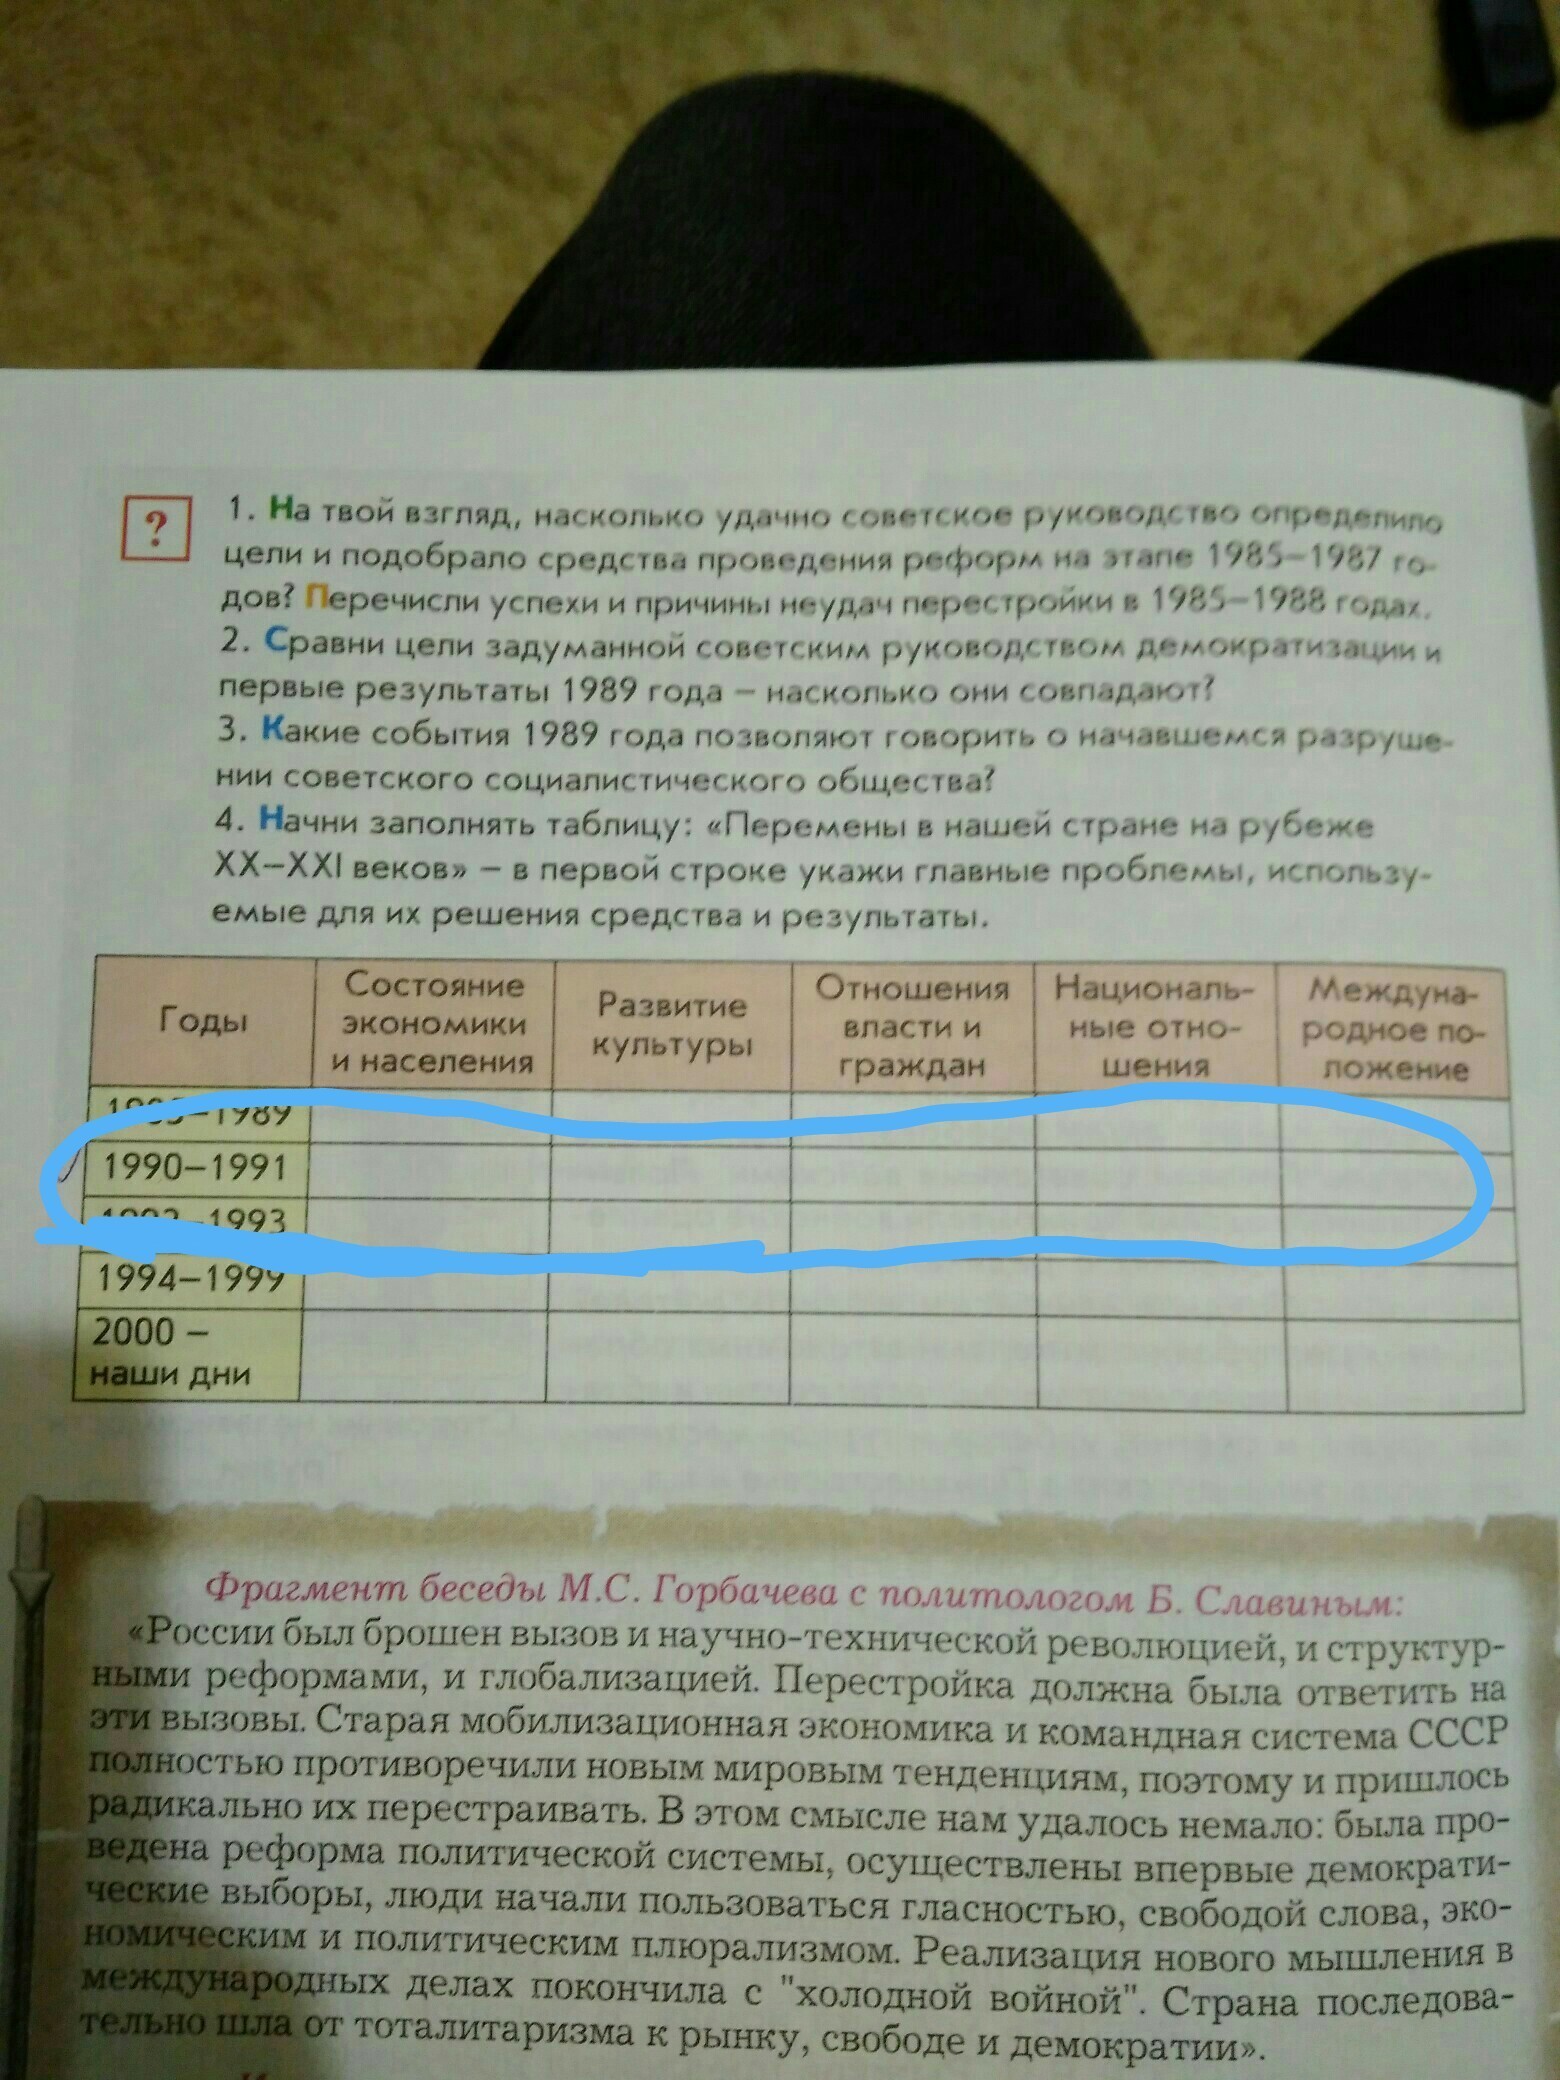 ?
1. На твой взгляд, насколько удачно советское руководство определило
цели и подобрало средства проведения реформ на этапе 1985–1987 го-
дов? Перечисли успехи и причины неудач перестройки в 1985–1988 годах.
2. Сравни цели задуманной советским руководством демократизации и
первые результаты 1989 года – насколько они совпадают?
3. Какие события 1989 года позволяют говорить о начавшемся разруше-
нии советского социалистического общества?
4. Начни заполнять таблицу: «Перемены в нашей стране на рубеже
XX–XXI веков» – в первой строке укажи главные проблемы, использу-
емые для их решения средства и результаты.
Годы
Состояние
экономики
и населения
Развитие
культуры
Отношения
власти и
граждан
Националь-
ные отно-
шения
Междуна-
родное по-
ложение
1985–1989
1990–1991
1992–1993
1994–1999
2000 –
наши дни
Фрагмент беседы М.С. Горбачева с политологом Б. Славиным:
«России был брошен вызов и научно-технической революцией, и структур-
ными реформами, и глобализацией. Перестройка должна была ответить на
эти вызовы. Старая мобилизационная экономика и командная система СССР
полностью противоречили новым мировым тенденциям, поэтому и пришлось
радикально их перестраивать. В этом смысле нам удалось немало: была про-
ведена реформа политической системы, осуществлены впервые демократи-
ческие выборы, люди начали пользоваться гласностью, свободой слова, эко-
номическим и политическим плюрализмом. Реализация нового мышления в
международных делах покончила с "холодной войной". Страна последова-
тельно шла от тоталитаризма к рынку, свободе и демократии».